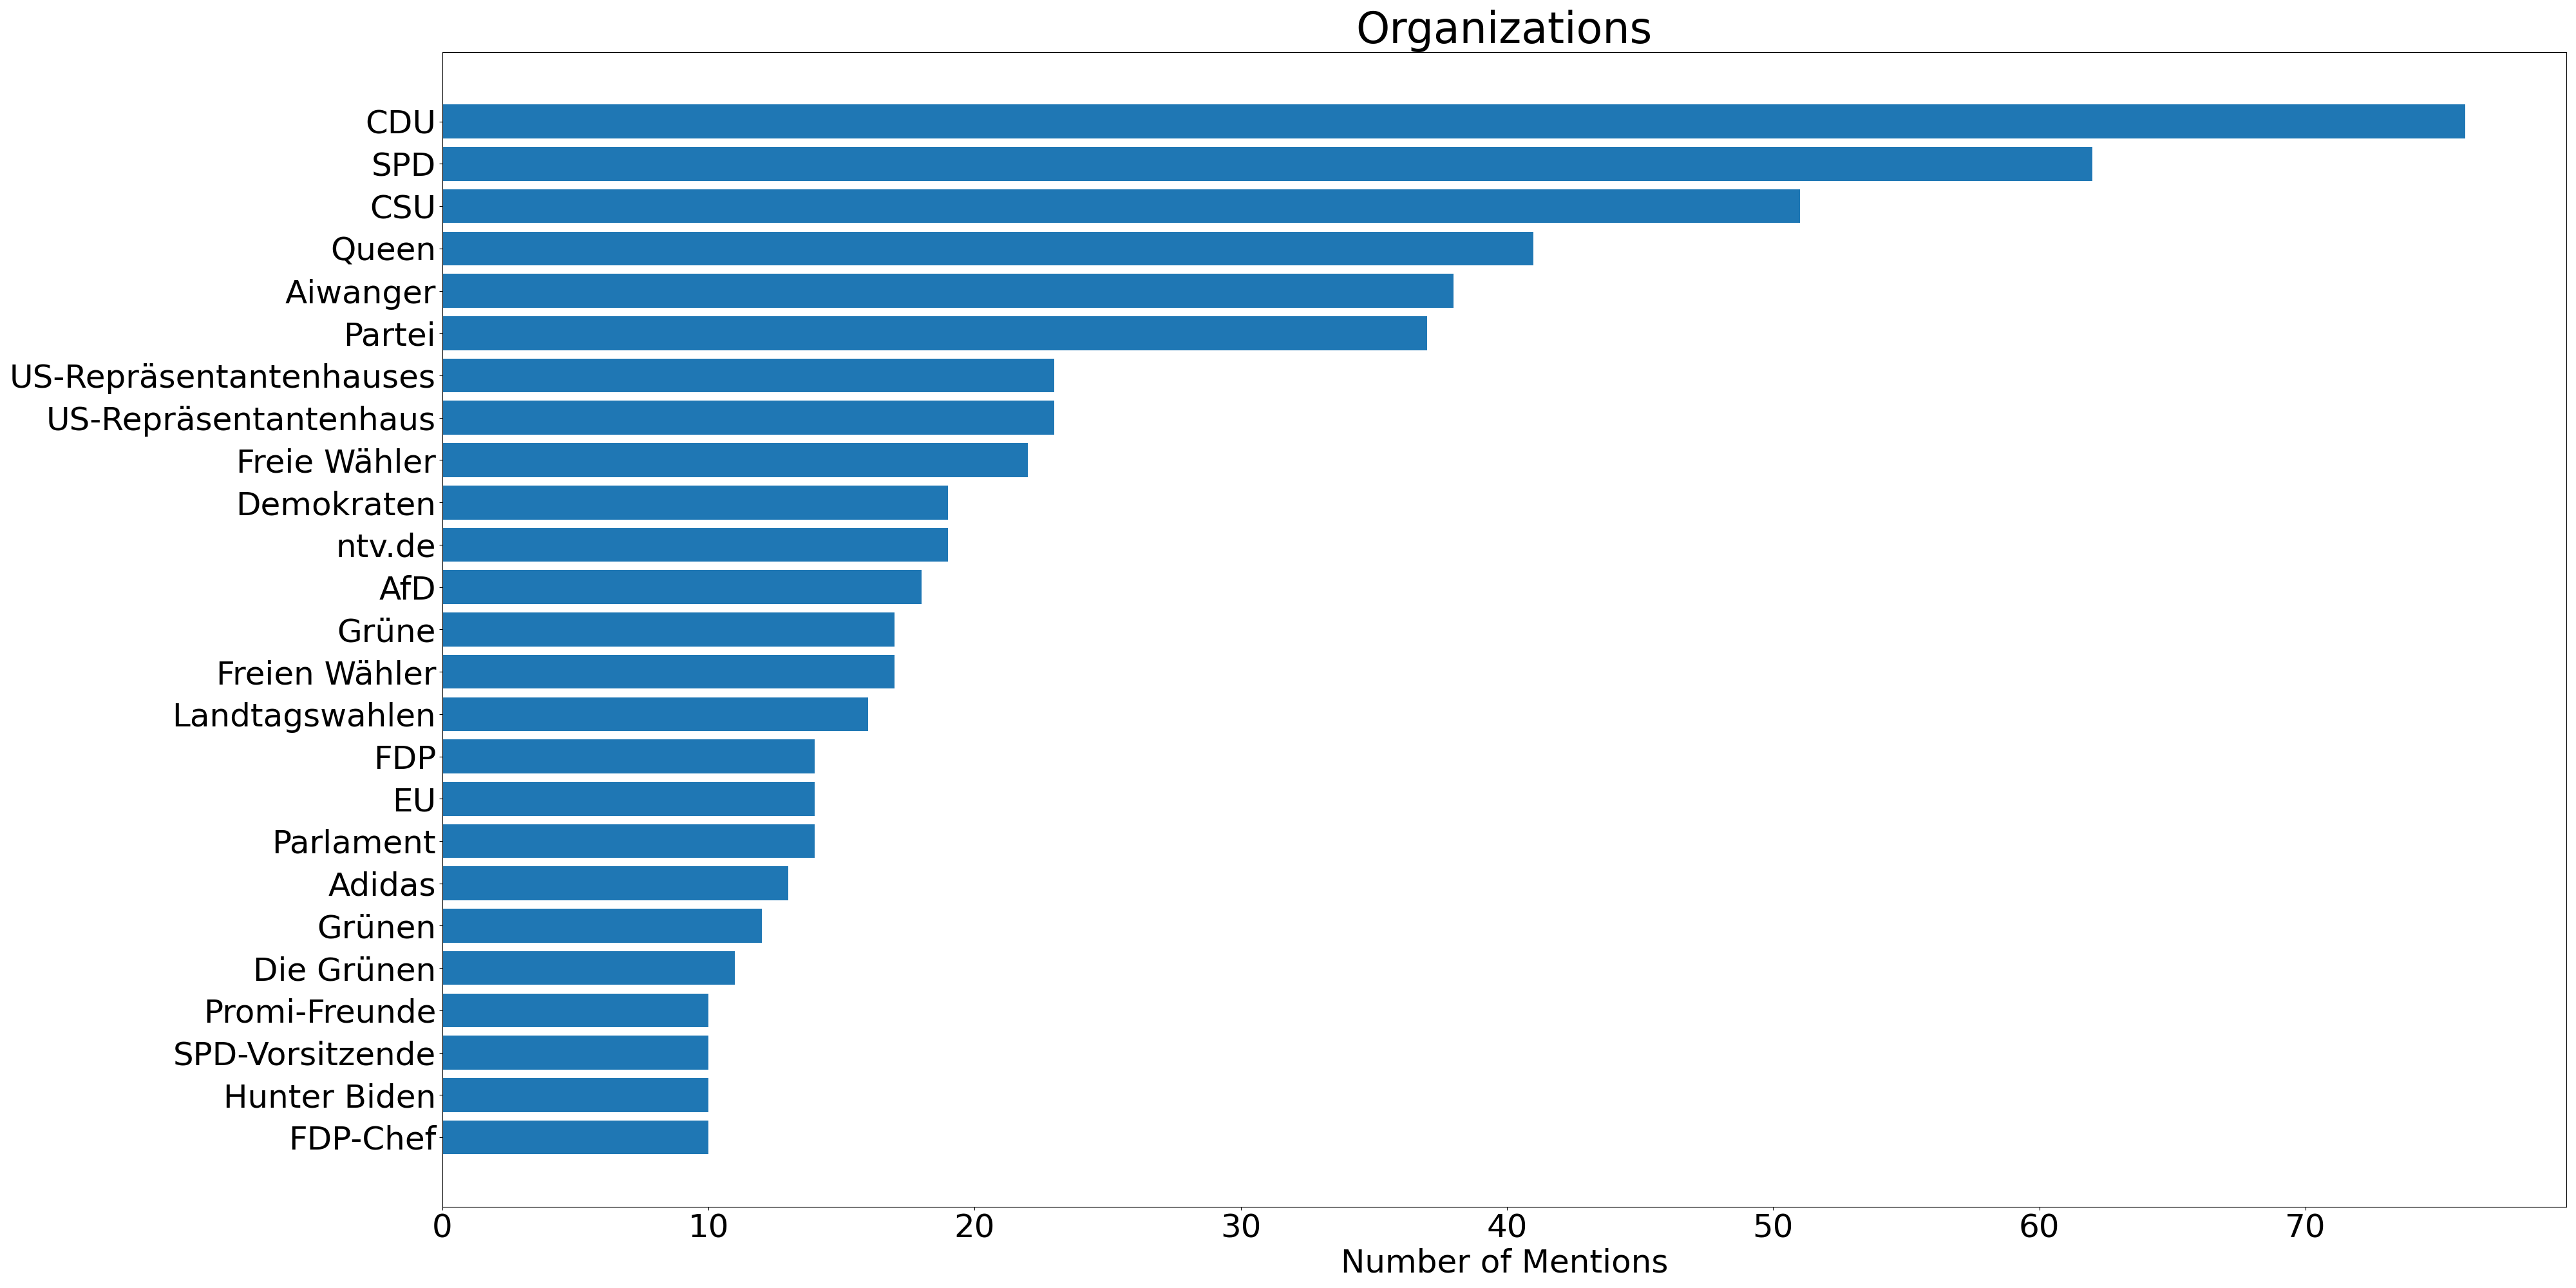 Organizations
CDU
SPD
CSU
Queen
Aiwanger
Partei
US-Repräsentantenhauses
US-Repräsentantenhaus
Freie Wähler
Demokraten
ntv.de
AfD
Grüne
Freien Wähler
Landtagswahlen
FDP
EU
Parlament
Adidas
Grünen
Die Grünen
Promi-Freunde
SPD-Vorsitzende
Hunter Biden
FDP-Chef
0 10 20 30 40 50 60 70
Number of Mentions